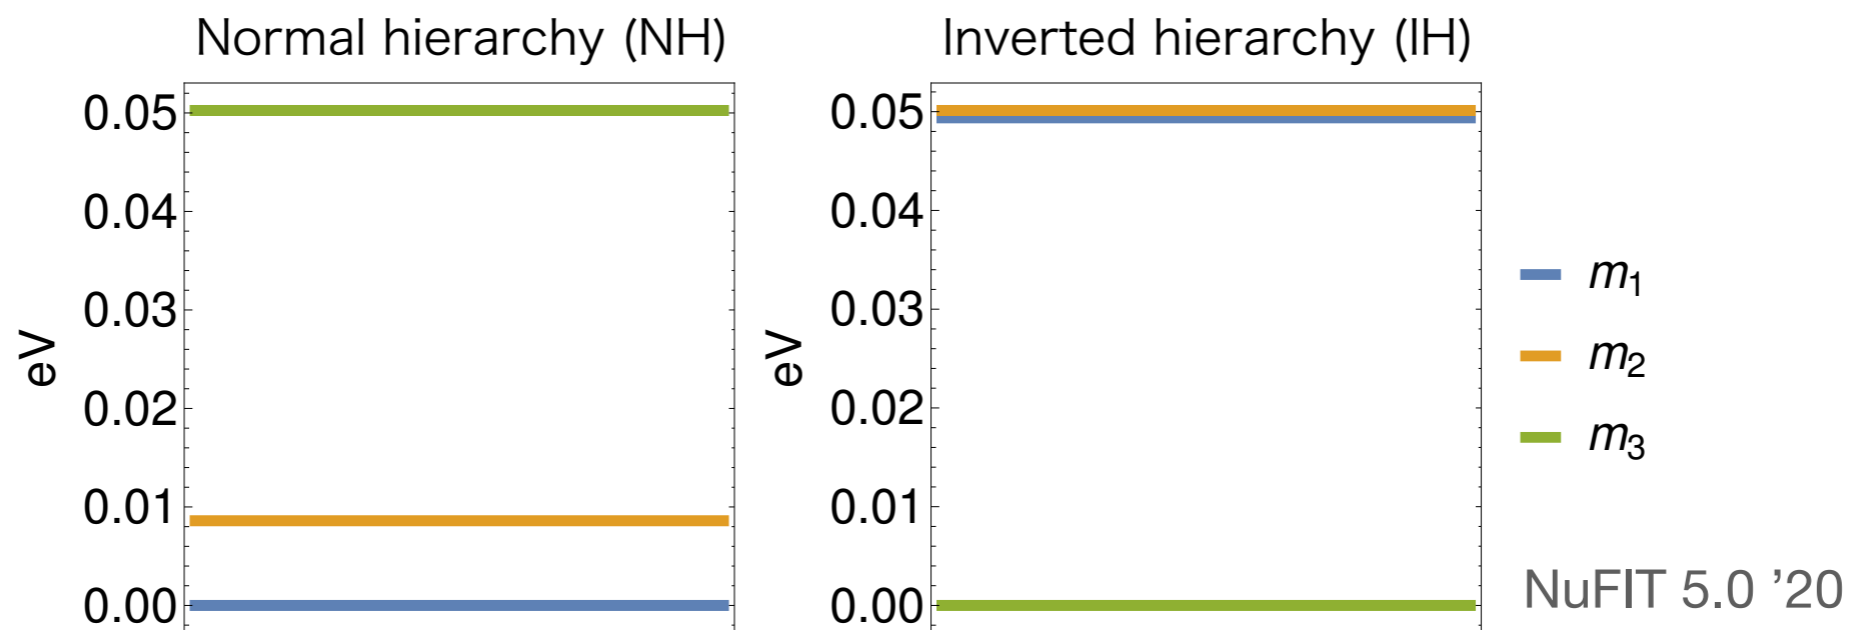 Normal hierarchy (NH)
0.05
0.04
0.03
0.02
0.01
0.00
eV
Inverted hierarchy (IH)
0.05
0.04
0.03
0.02
0.01
0.00
eV
m₁
m₂
m₃
NuFIT 5.0 ’20